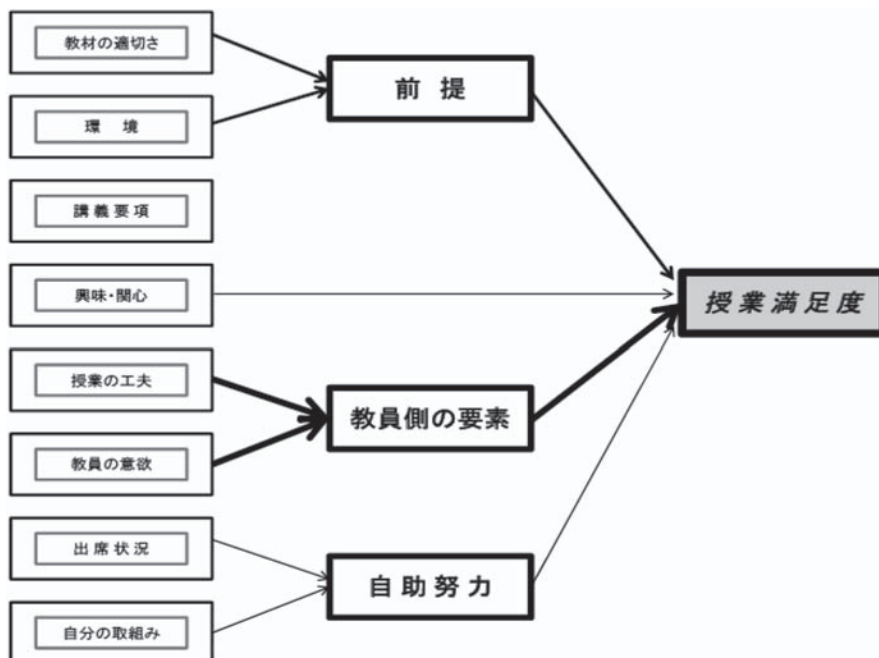 教材の適切さ
環 境
講義要項
興味・関心
授業の工夫
教員の意欲
出席状況
自分の取組み
前 提
教員側の要素
自助努力
授業満足度